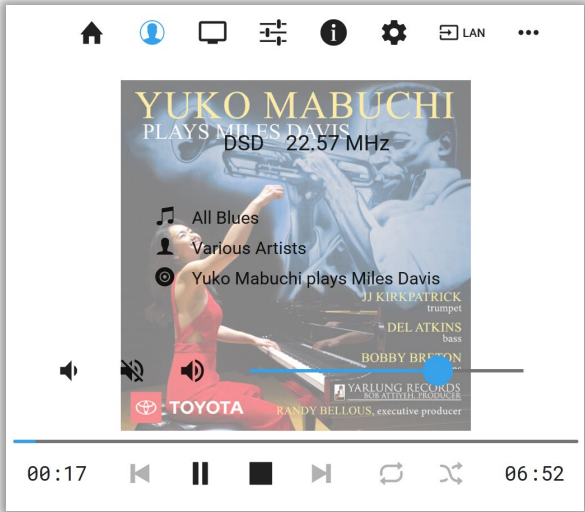 LAN
YUKO MABUCHI
PLAYS MILES DAVIS
DSD 22.57 MHz
All Blues
Various Artists
Yuko Mabuchi plays Miles Davis
JJ KIRKPATRICK
trumpet
DEL ATKINS
bass
BOBBY BRETON
YARLUNG RECORDS
BOB ATTIYEH, PRODUCER
TOYOTA
RANDY BELLOUS, executive producer
00:17
06:52